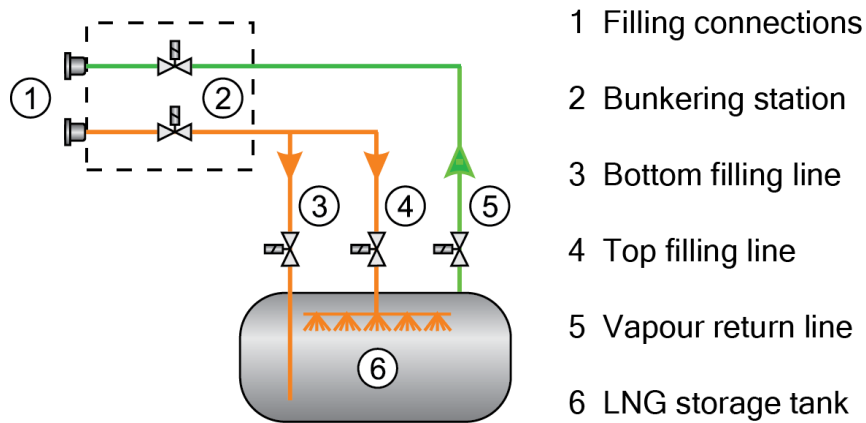 1 Filling connections
2 Bunkering station
3 Bottom filling line
4 Top filling line
5 Vapour return line
6 LNG storage tank
1
2
3
4
5
6